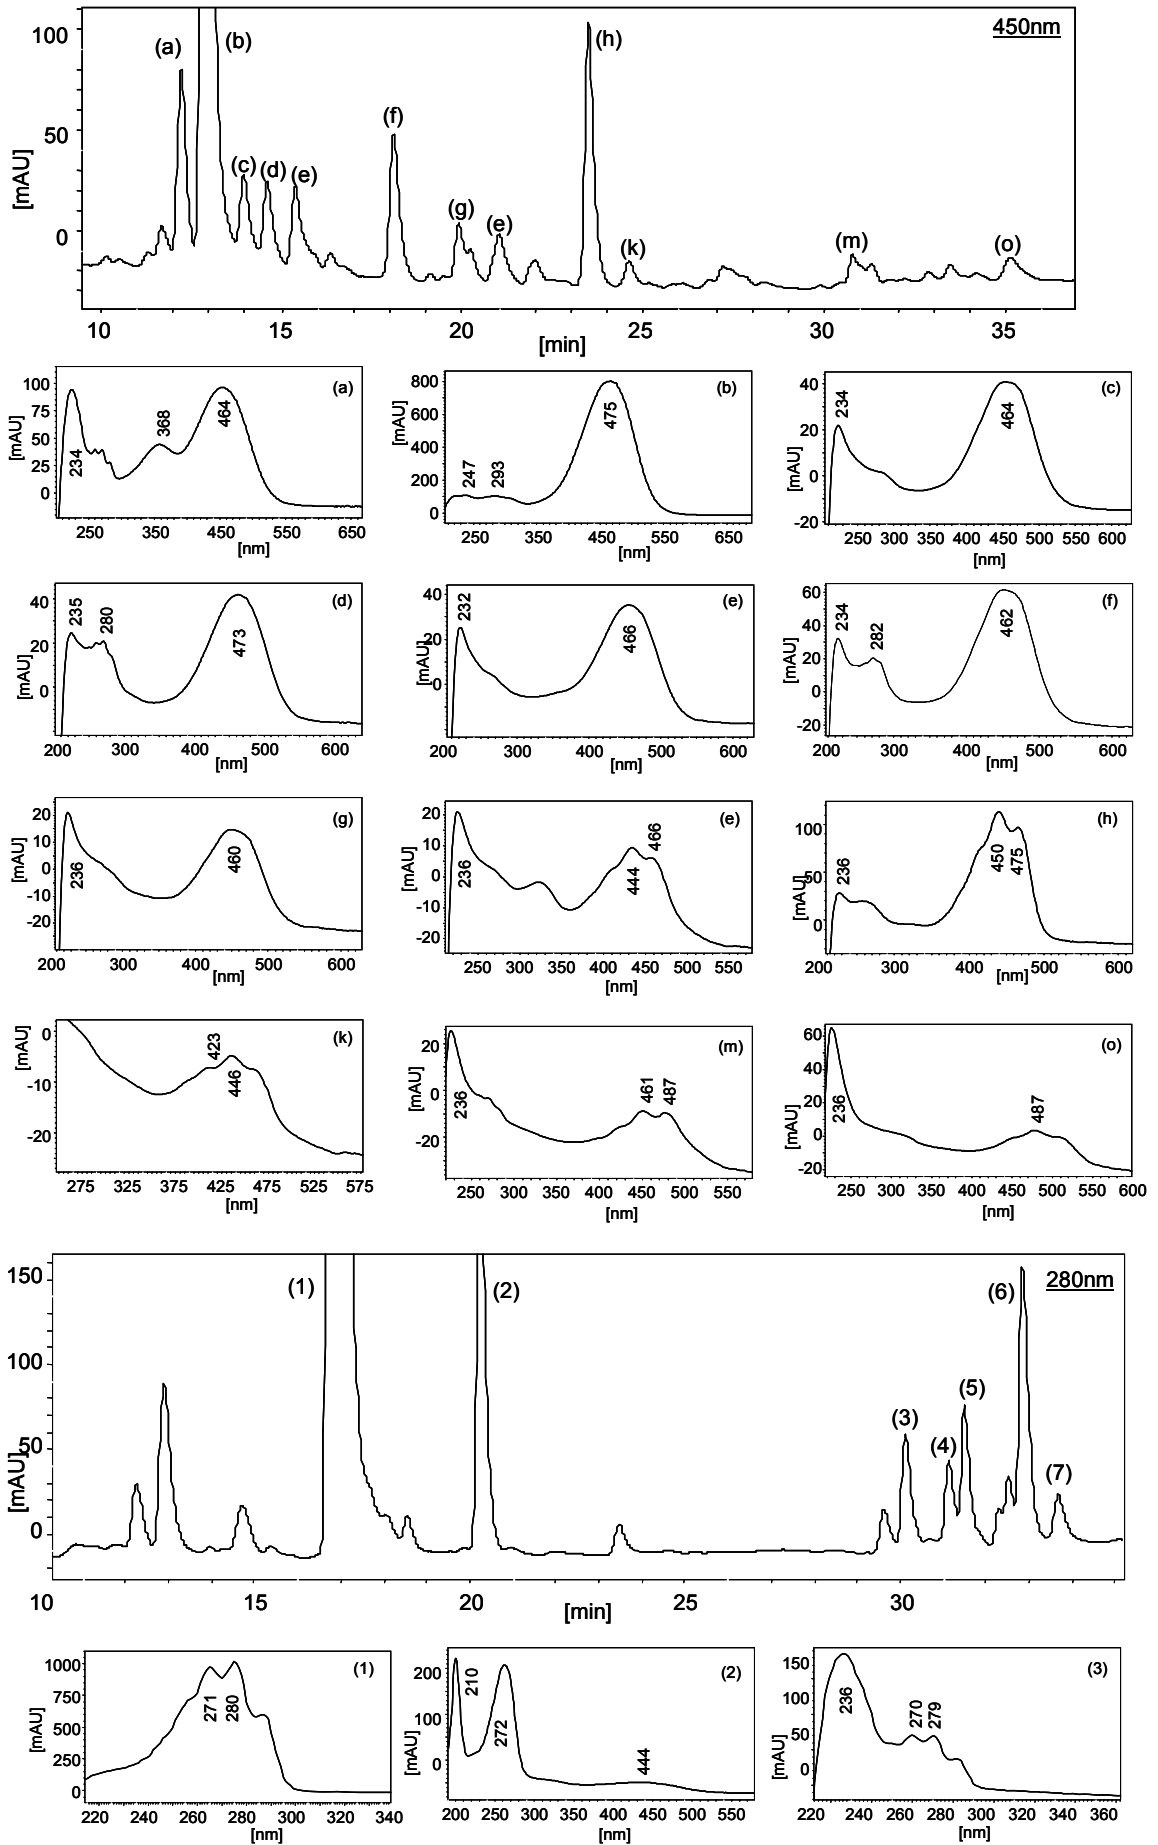 450nm
100
50
0
[mAU]
(a) (b) (c) (d) (e) (f) (g) (e) (h) (k) (m) (o)
10 15 20 25 30 35
[min]
(a)
100
75
50
25
0
[mAU]
234 368 464
250 350 450 550 650
[nm]
(b)
800
600
400
200
0
[mAU]
247 293 475
250 350 450 550 650
[nm]
(c)
40
20
0
-20
[mAU]
234 464
250 350 400 450 500 550 600
[nm]
(d)
40
20
0
[mAU]
235 280 473
200 300 400 500 600
[nm]
(e)
40
20
0
[mAU]
232 466
200 300 400 500 600
[nm]
(f)
60
40
20
0
-20
[mAU]
234 282 462
200 300 400 500 600
[nm]
(g)
20
10
0
-10
-20
[mAU]
236 460
200 300 400 500 600
[nm]
(e)
20
10
0
-10
-20
[mAU]
236 444 466
250 300 350 400 450 500 550
[nm]
(h)
100
50
0
[mAU]
236 450 475
200 300 400 500 600
[nm]
(k)
0
-10
-20
[mAU]
423 446
275 325 375 425 475 525 575
[nm]
(m)
20
0
-20
[mAU]
236 461 487
250 300 350 400 450 500 550
[nm]
(o)
60
40
20
0
-20
[mAU]
236 487
250 300 350 400 450 500 550 600
[nm]
280nm
150
100
50
0
[mAU]
(1) (2) (3) (4) (5) (6) (7)
10 15 20 25 30
[min]
(1)
1000
750
500
250
0
[mAU]
271 280
220 240 260 280 300 320 340
[nm]
(2)
200
100
0
[mAU]
210 272 444
200 250 300 350 400 450 500 550
[nm]
(3)
150
100
50
0
[mAU]
236 270 279
220 220 260 280 300 320 340 360
[nm]